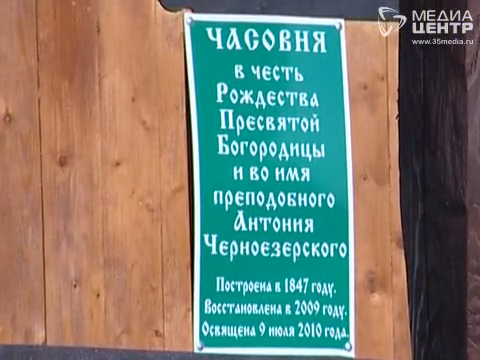 МЕДИА
ЦЕНТР
www.35media.ru
ЧАСОВНЯ
в честь
Рождества
Пресвятой
Богородицы
и во имя
преподобного
Антония
Черноезерского
Построена в 1847 году.
Восстановлена в 2009 году.
Освящена 9 июля 2010 года.